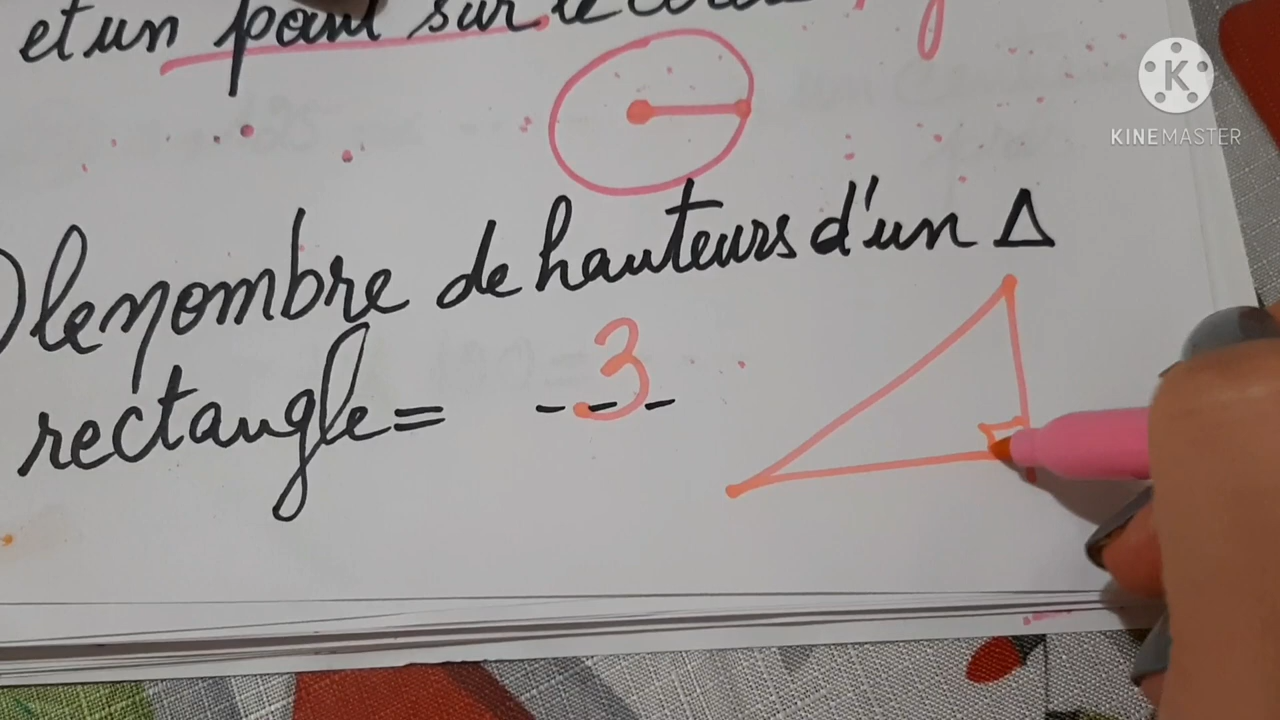 et un point sur le
le nombre de hauteurs d'un Δ
rectangle = - 3 - -
K
KINEMASTER